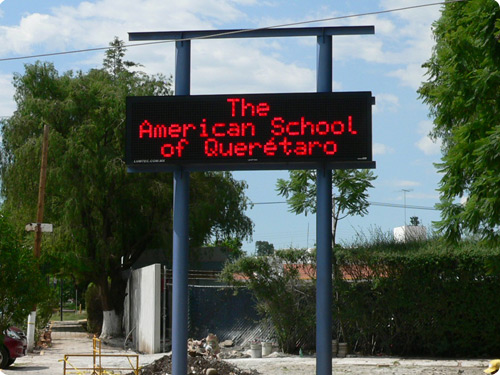 The
American School
of Querétaro